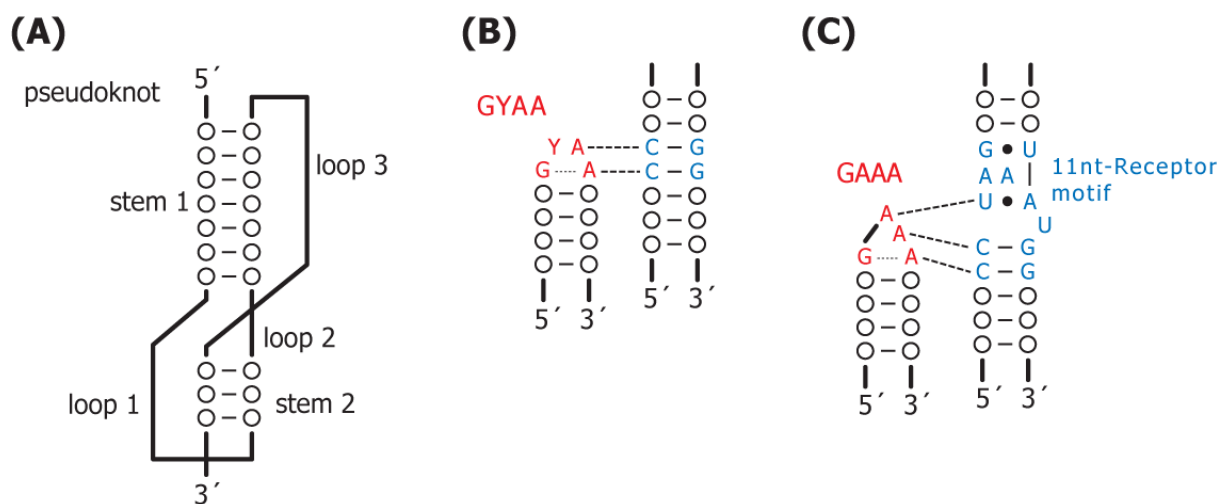 (A)
5´
pseudoknot
stem 1
loop 3
loop 2
loop 1
stem 2
3´
(B)
GYAA
Y A C G
G A C G
5´ 3´
5´ 3´
(C)
GAAA
G U
A A
U A
U
A
A
G A
C G
C G
11nt-Receptor
motif
5´ 3´
5´ 3´